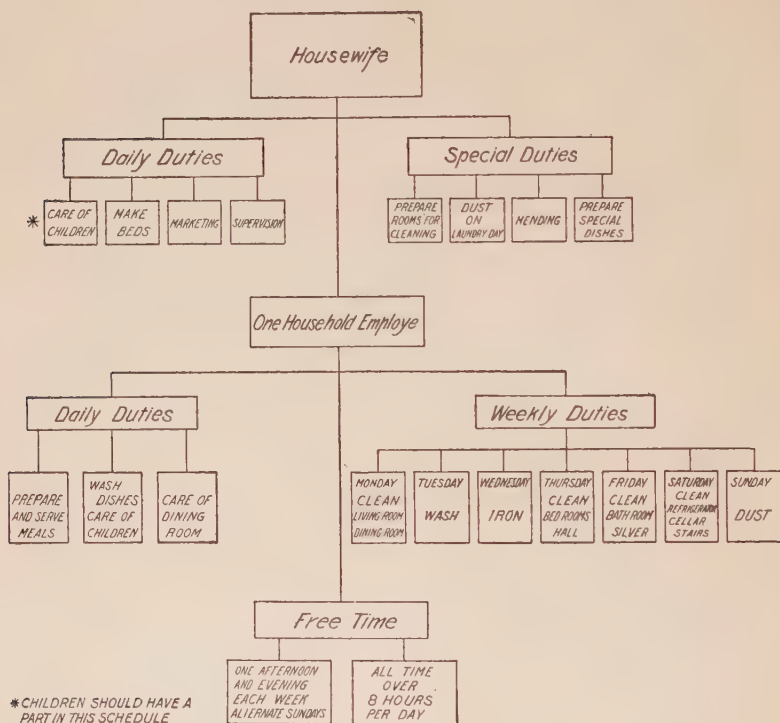 Housewife
Daily Duties
Special Duties
*
CARE OF
CHILDREN
MAKE
BEDS
MARKETING
SUPERVISION
PREPARE
ROOMS FOR
CLEANING
DUST
ON
LAUNDRY DAY
MENDING
PREPARE
SPECIAL
DISHES
One Household Employe
Daily Duties
Weekly Duties
PREPARE
AND SERVE
MEALS
WASH
DISHES
CARE OF
CHILDREN
CARE OF
DINING
ROOM
MONDAY
CLEAN
LIVING-ROOM
DINING-ROOM
TUESDAY
WASH
WEDNESDAY
IRON
THURSDAY
CLEAN
BED ROOMS
HALL
FRIDAY
CLEAN
BATH ROOM
SILVER
SATURDAY
CLEAN
REFRIGERATOR
CELLAR
STAIRS
SUNDAY
DUST
Free Time
ONE AFTERNOON
AND EVENING
EACH WEEK
ALTERNATE SUNDAYS
ALL TIME
OVER
8 HOURS
PER DAY
*CHILDREN SHOULD HAVE A
PART IN THIS SCHEDULE